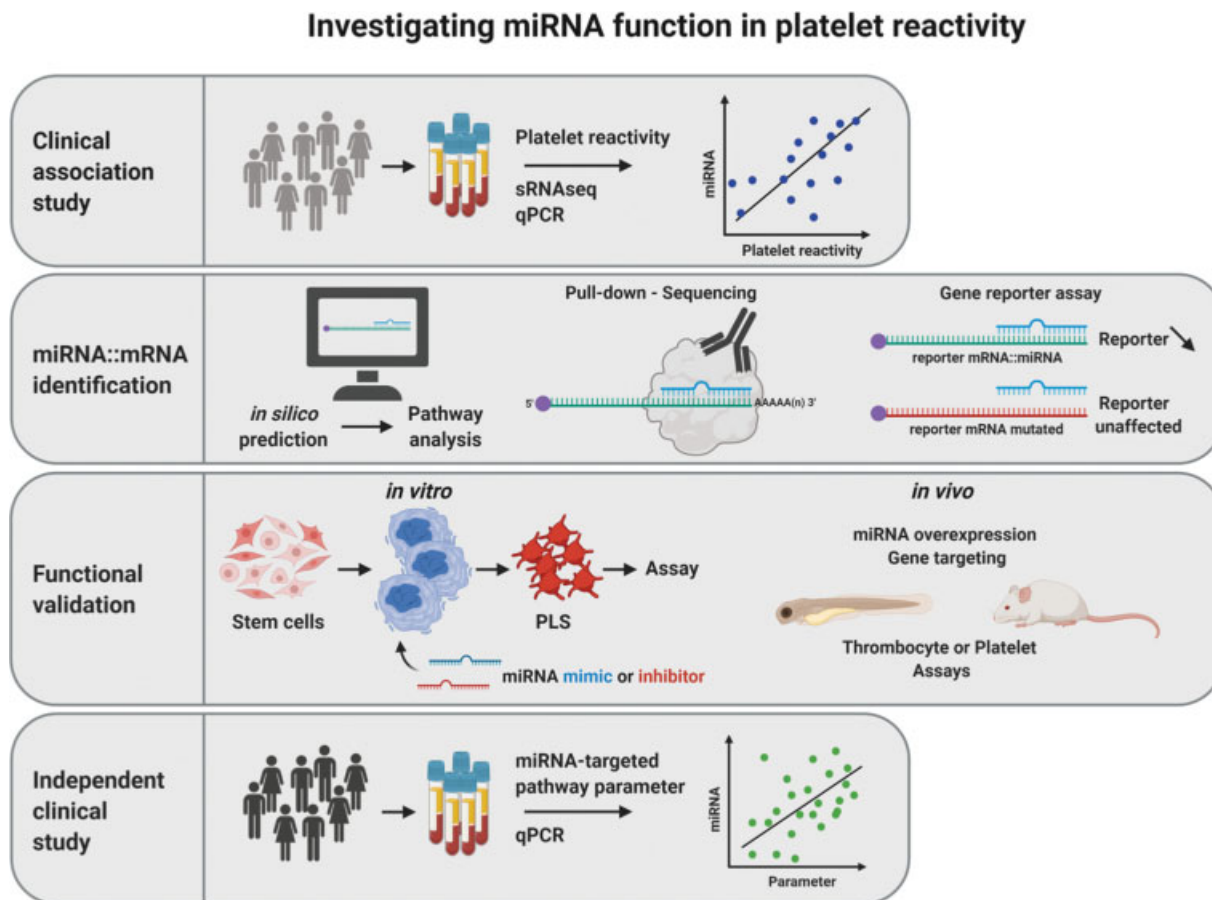 Investigating miRNA function in platelet reactivity
Clinical
association
study
Platelet reactivity
sRNAseq
qPCR
miRNA
Platelet reactivity
miRNA::mRNA
identification
in silico
prediction
Pathway
analysis
Pull-down - Sequencing
5'
AAAAA(n) 3'
Gene reporter assay
reporter mRNA::miRNA
Reporter
reporter mRNA mutated
Reporter
unaffected
Functional
validation
in vitro
Stem cells
PLS
Assay
miRNA mimic or inhibitor
in vivo
miRNA overexpression
Gene targeting
Thrombocyte or Platelet
Assays
Independent
clinical
study
miRNA-targeted
pathway parameter
qPCR
miRNA
Parameter